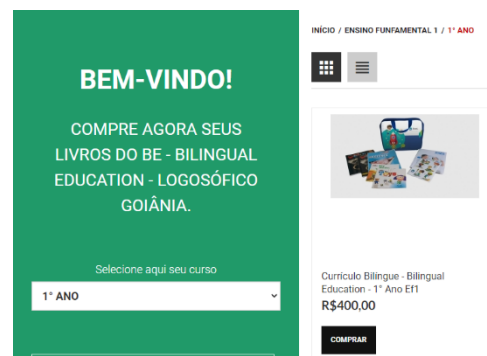 BEM-VINDO!
COMPRE AGORA SEUS
LIVROS DO BE - BILINGUAL
EDUCATION - LOGOSÓFICO
GOIÂNIA.
Selecione aqui seu curso
1° ANO
INÍCIO / ENSINO FUNFAMENTAL 1 / 1° ANO
Currículo Bilíngue - Bilingual
Education - 1° Ano Ef1
R$400,00
COMPRAR